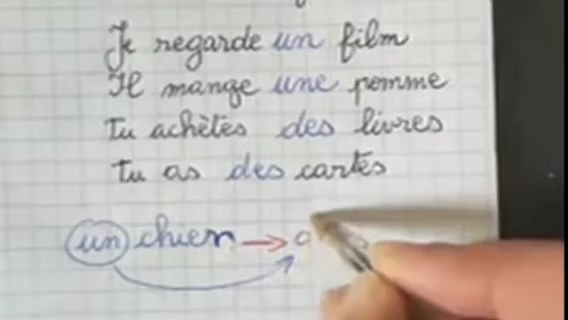 Je regarde un film
Il mange une pomme
Tu achètes des livres
Tu as des cartes
un chien →